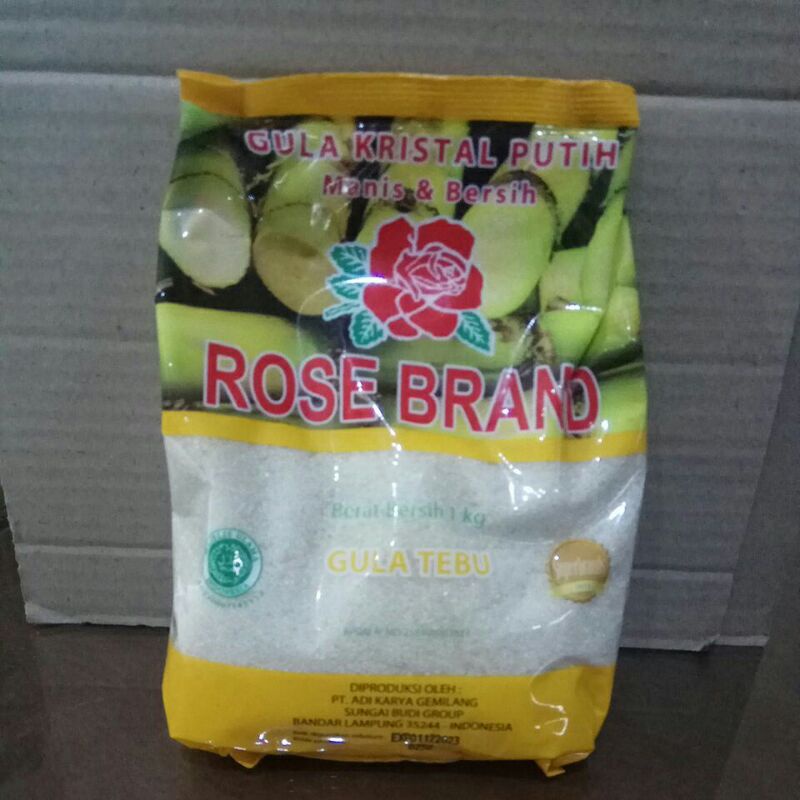 GULA KRISTAL PUTIH
Manis & Bersih
ROSE BRAND
Berat Bersih 1 kg
GULA TEBU
DIPRODUKSI OLEH :
PT. ADI KARYA GEMILANG
SUNGAI BUDI GROUP
BANDAR LAMPUNG 35244 - INDONESIA
EXP01122023